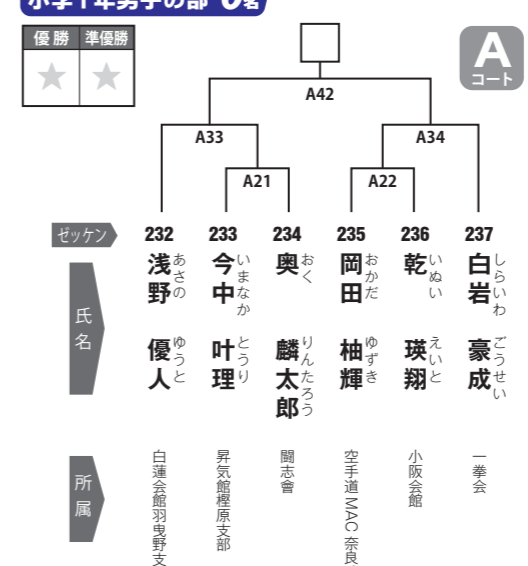 小学1年男子の部 6名
優勝 準優勝
A
コート
A42
A33 A34
A21 A22
ゼッケン 232 233 234 235 236 237
氏名
浅野 優人
あさの ゆうと
今中 叶理
いまなか とうり
奥 麟太郎
おく りんたろう
岡田 柚輝
おかだ ゆずき
乾 瑛翔
いぬい えいと
白岩 豪成
しらいわ ごうせい
所属
白蓮会館羽曳野支
昇気館樫原支部
闘志會
空手道MAC奈良
小阪会館
一拳会